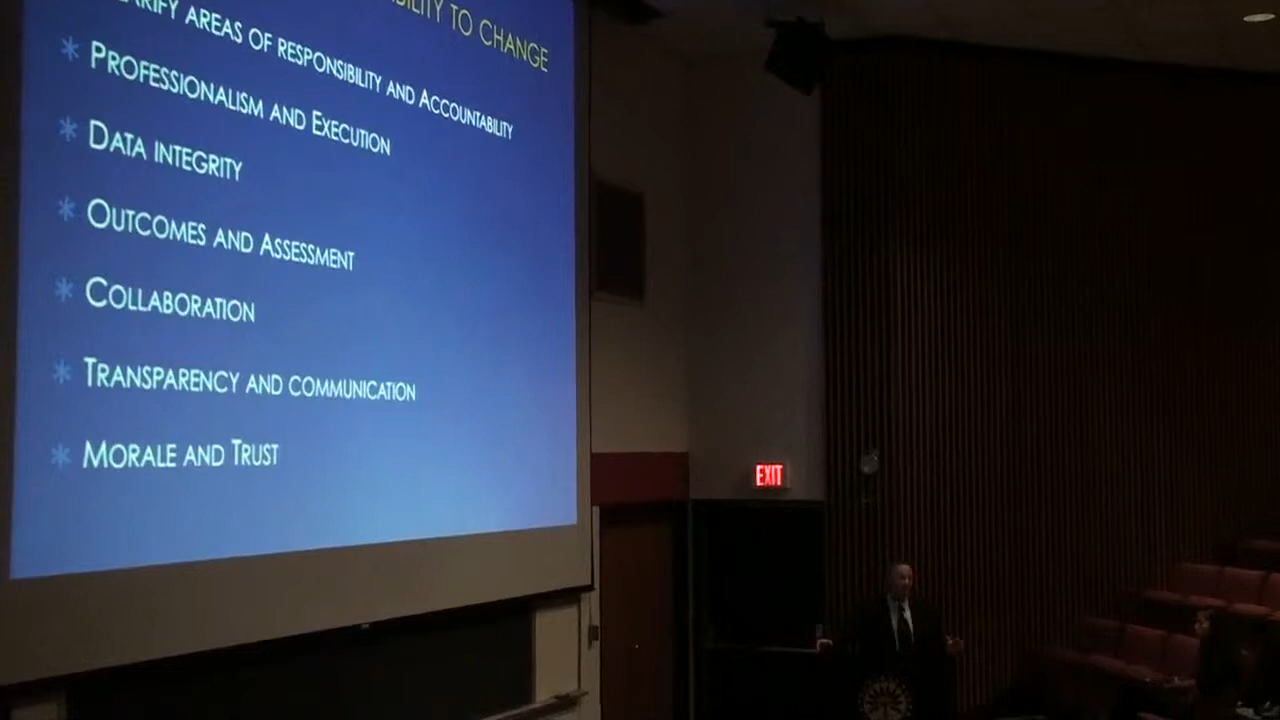 TO CHANGE
AREAS OF RESPONSIBILITY AND ACCOUNTABILITY
PROFESSIONALISM AND EXECUTION
DATA INTEGRITY
OUTCOMES AND ASSESSMENT
COLLABORATION
TRANSPARENCY AND COMMUNICATION
MORALE AND TRUST
EXIT